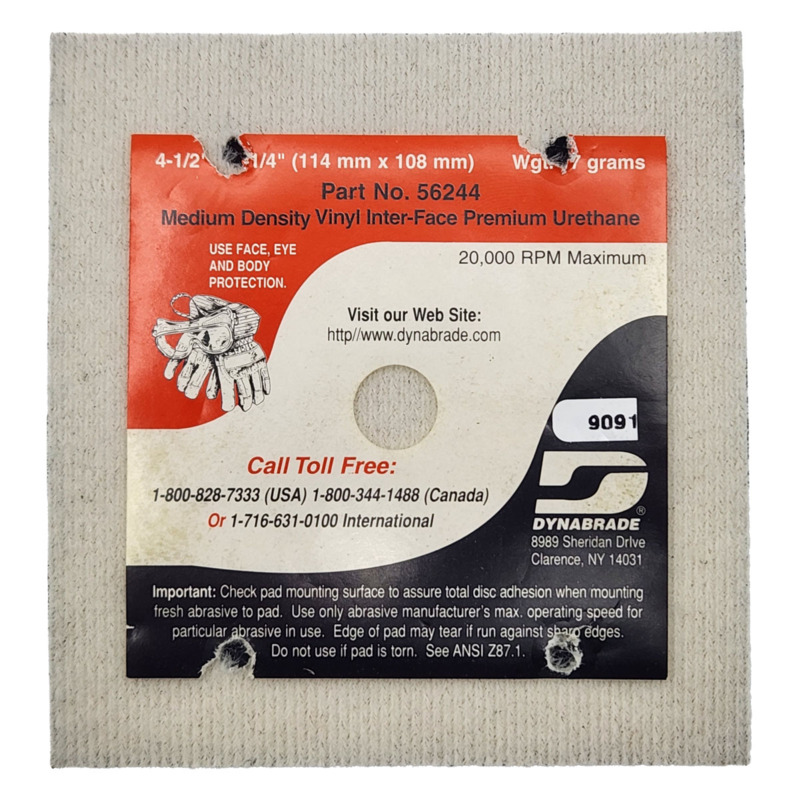 4-1/2" 1/4" (114 mm x 108 mm) Wgt. 7 grams
Part No. 56244
Medium Density Vinyl Inter-Face Premium Urethane
USE FACE, EYE
AND BODY
PROTECTION.
20,000 RPM Maximum
Visit our Web Site:
http//www.dynabrade.com
9091
Call Toll Free:
1-800-828-7333 (USA) 1-800-344-1488 (Canada)
Or 1-716-631-0100 International
DYNABRADE®
8989 Sheridan Drive
Clarence, NY 14031
Important: Check pad mounting surface to assure total disc adhesion when mounting
fresh abrasive to pad. Use only abrasive manufacturer's max. operating speed for
particular abrasive in use. Edge of pad may tear if run against sharp edges.
Do not use if pad is torn. See ANSI Z87.1.